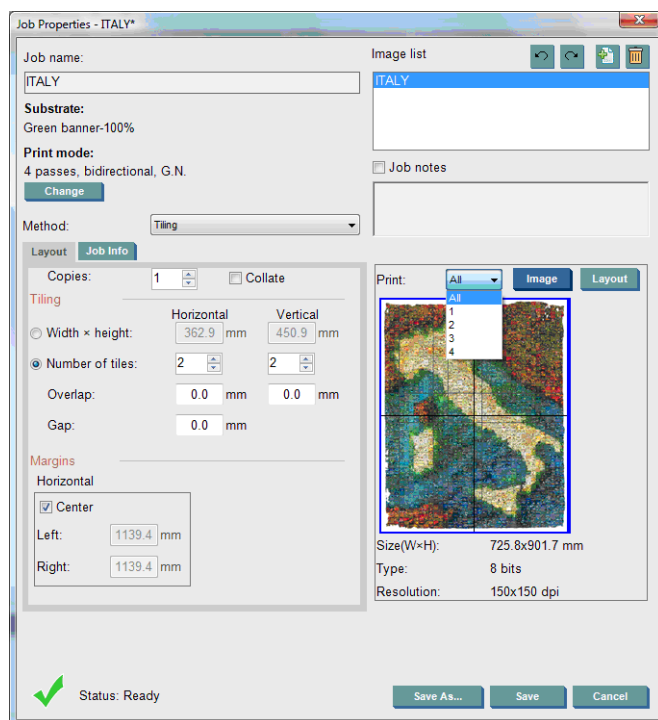 Job Properties - ITALY*
Job name:
ITALY
Substrate:
Green banner-100%
Print mode:
4 passes, bidirectional, G.N.
Change
Image list
ITALY
Job notes
Method:
Tiling
Layout
Job Info
Copies:
1
Collate
Tiling
Horizontal Vertical
Width × height: 362.9 mm 450.9 mm
Number of tiles: 2 2
Overlap: 0.0 mm 0.0 mm
Gap: 0.0 mm
Margins
Horizontal
Center
Left: 1139.4 mm
Right: 1139.4 mm
Print: All Image Layout
All
1
2
3
4
Size(W×H): 725.8x901.7 mm
Type: 8 bits
Resolution: 150x150 dpi
Status: Ready
Save As... Save Cancel